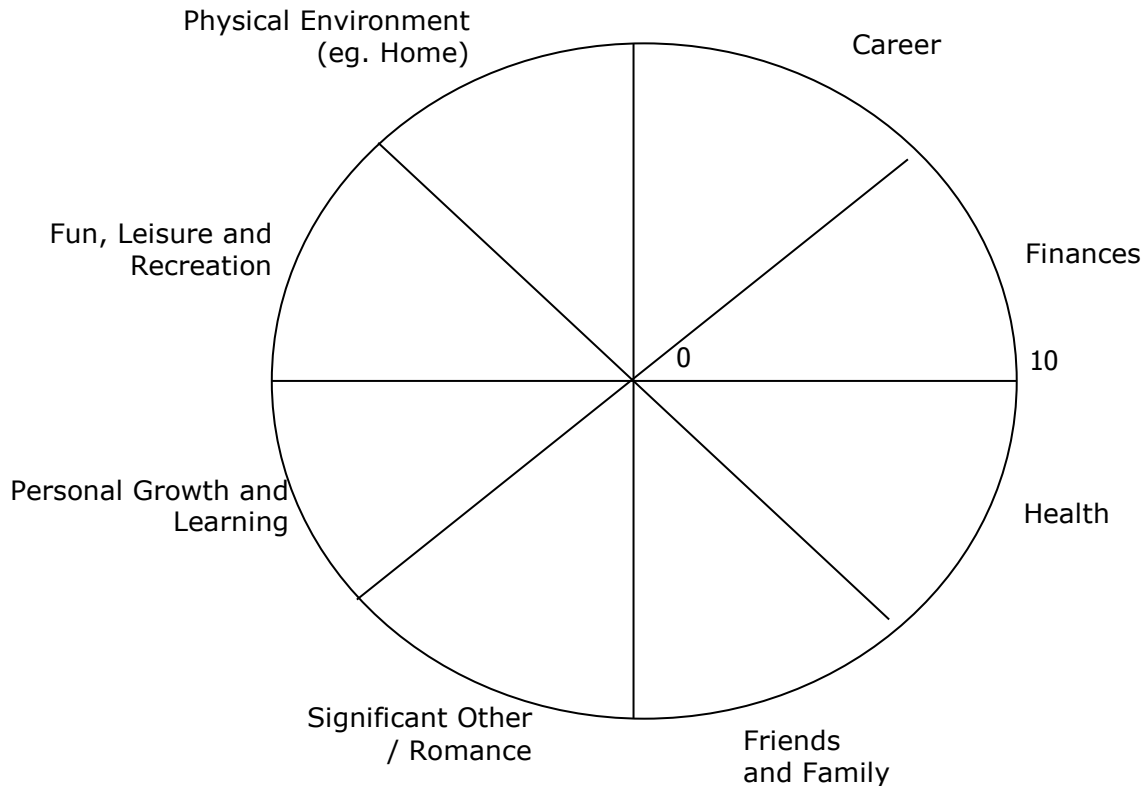 Physical Environment
(eg. Home)
Career
Fun, Leisure and
Recreation
Finances
0
10
Personal Growth and
Learning
Health
Significant Other
/ Romance
Friends
and Family